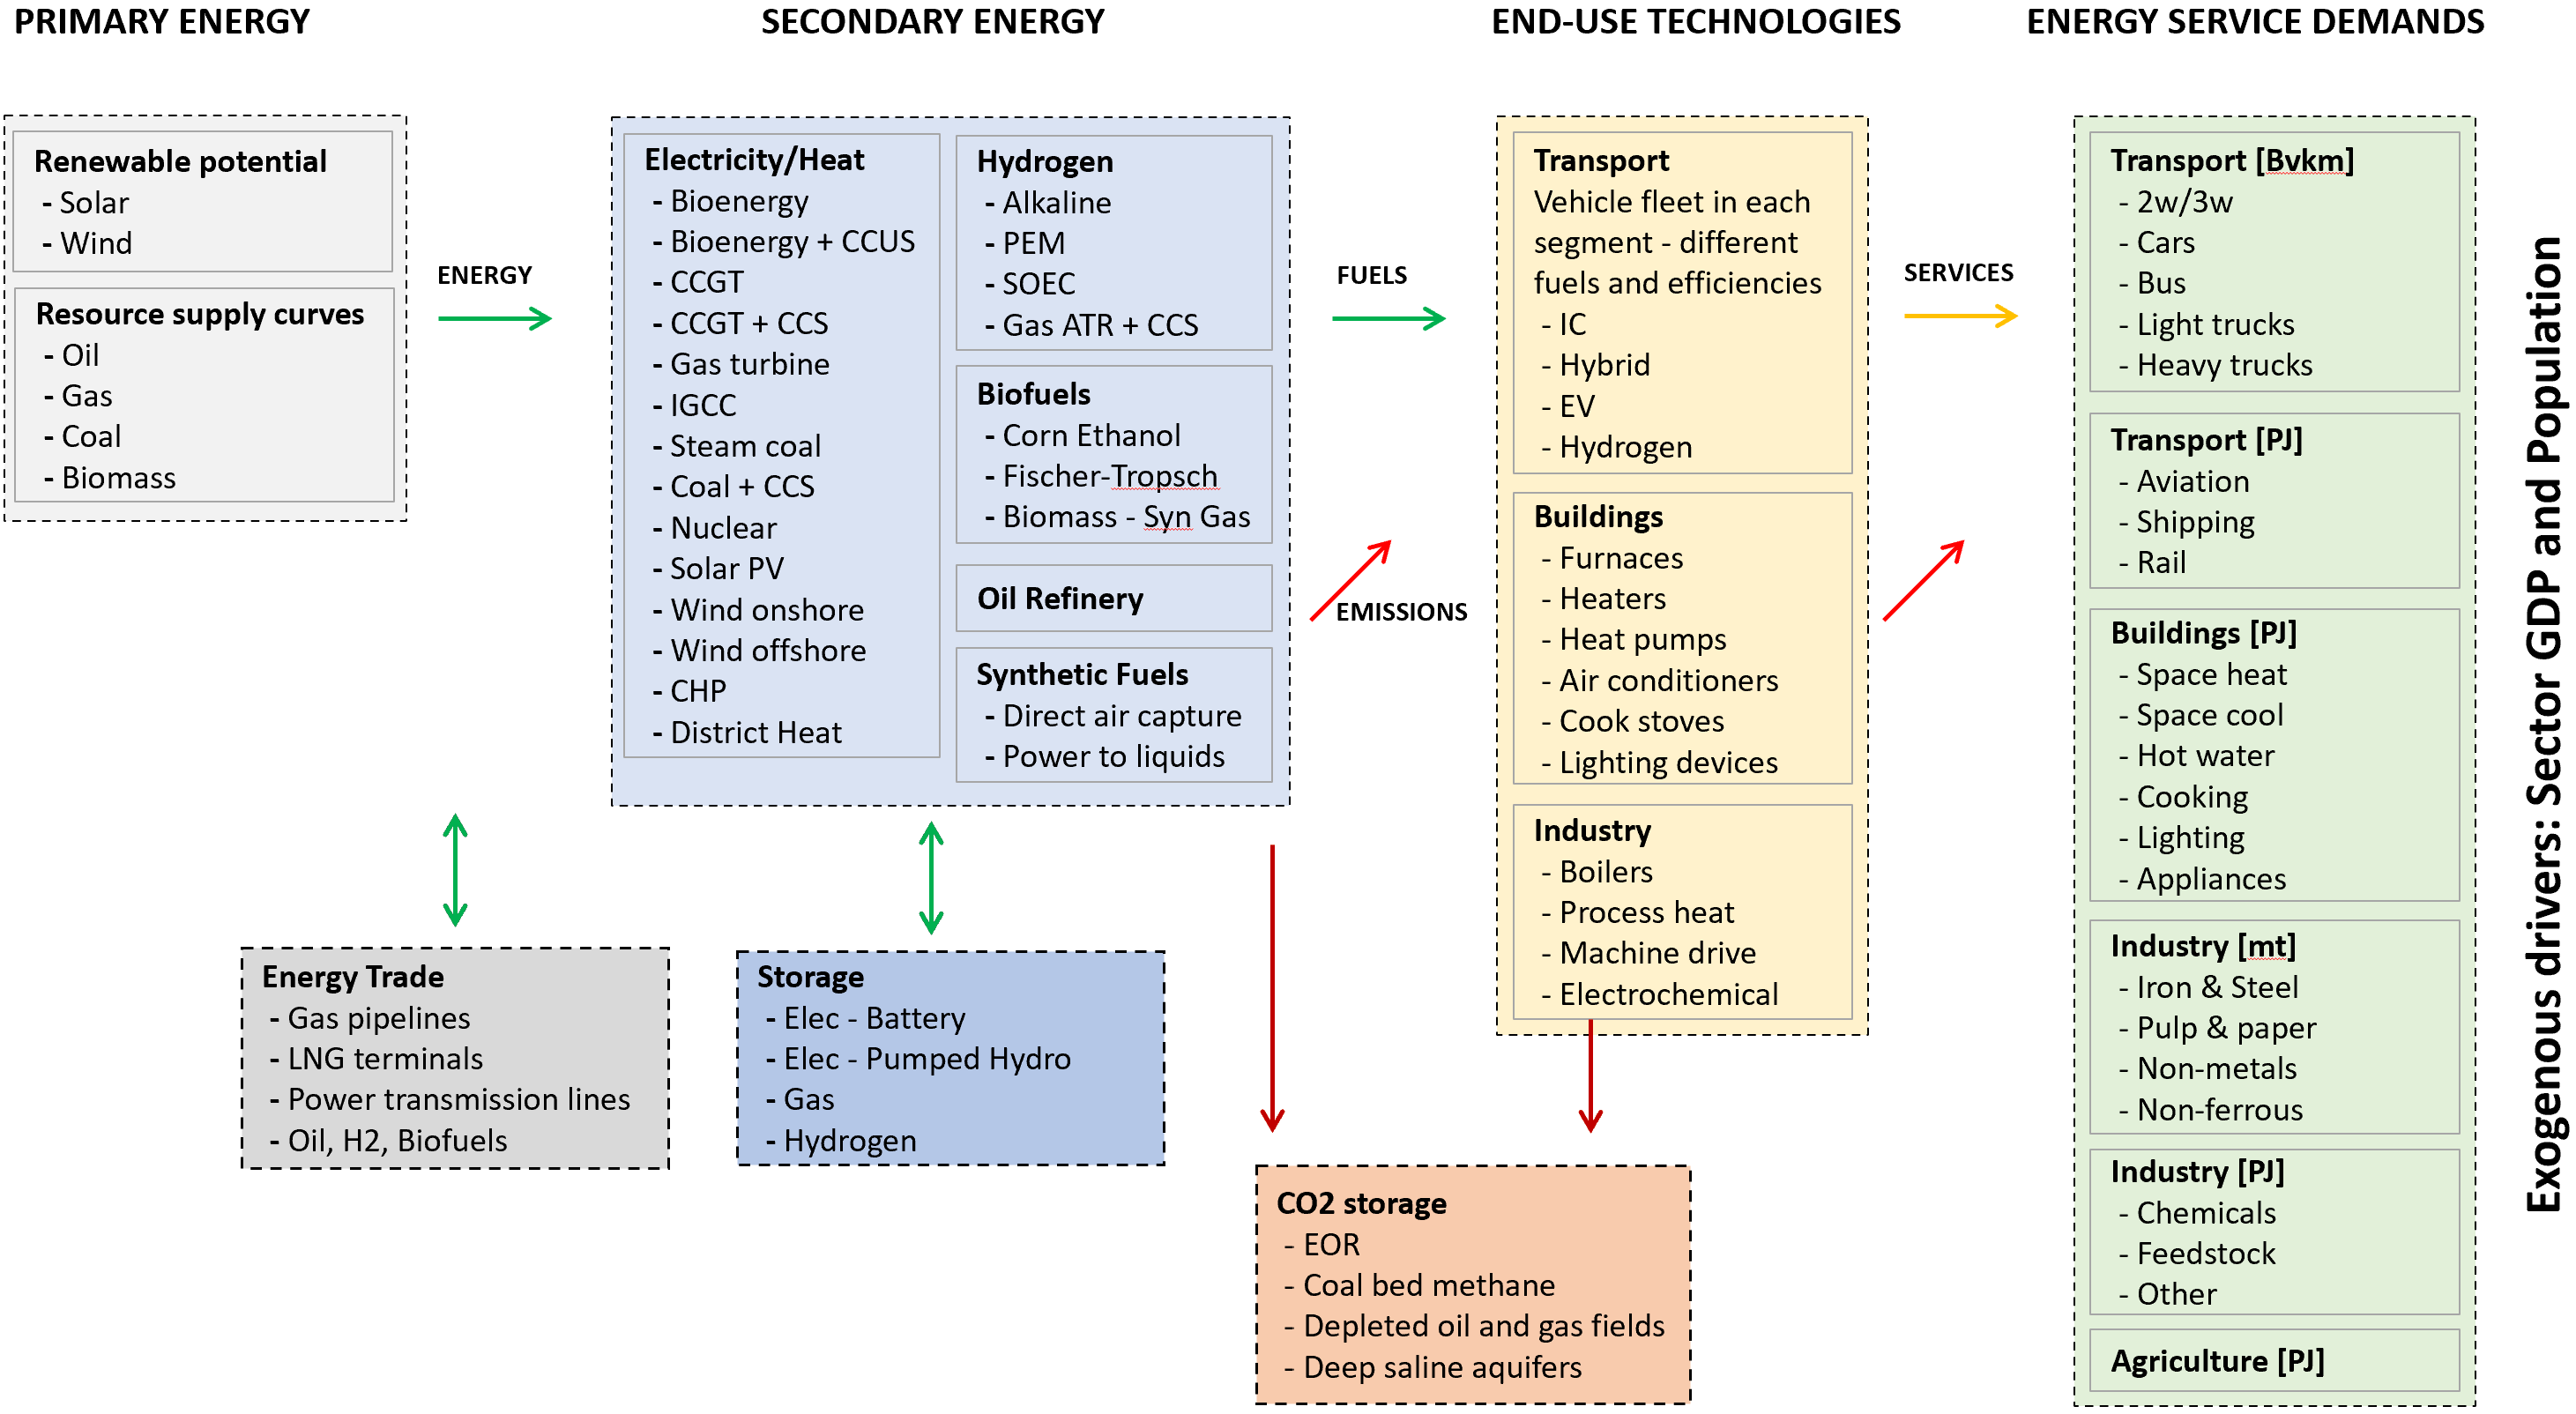 PRIMARY ENERGY
SECONDARY ENERGY
END-USE TECHNOLOGIES
ENERGY SERVICE DEMANDS
Renewable potential
- Solar
- Wind
Resource supply curves
- Oil
- Gas
- Coal
- Biomass
ENERGY
Electricity/Heat
- Bioenergy
- Bioenergy + CCUS
- CCGT
- CCGT + CCS
- Gas turbine
- IGCC
- Steam coal
- Coal + CCS
- Nuclear
- Solar PV
- Wind onshore
- Wind offshore
- CHP
- District Heat
Hydrogen
- Alkaline
- PEM
- SOEC
- Gas ATR + CCS
Biofuels
- Corn Ethanol
- Fischer-Tropsch
- Biomass - Syn Gas
Oil Refinery
Synthetic Fuels
- Direct air capture
- Power to liquids
FUELS
EMISSIONS
Transport
Vehicle fleet in each
segment - different
fuels and efficiencies
- IC
- Hybrid
- EV
- Hydrogen
Buildings
- Furnaces
- Heaters
- Heat pumps
- Air conditioners
- Cook stoves
- Lighting devices
Industry
- Boilers
- Process heat
- Machine drive
- Electrochemical
SERVICES
Transport [Bvkm]
- 2w/3w
- Cars
- Bus
- Light trucks
- Heavy trucks
Transport [PJ]
- Aviation
- Shipping
- Rail
Buildings [PJ]
- Space heat
- Space cool
- Hot water
- Cooking
- Lighting
- Appliances
Industry [mt]
- Iron & Steel
- Pulp & paper
- Non-metals
- Non-ferrous
Industry [PJ]
- Chemicals
- Feedstock
- Other
Agriculture [PJ]
Exogenous drivers: Sector GDP and Population
Energy Trade
- Gas pipelines
- LNG terminals
- Power transmission lines
- Oil, H2, Biofuels
Storage
- Elec - Battery
- Elec - Pumped Hydro
- Gas
- Hydrogen
CO2 storage
- EOR
- Coal bed methane
- Depleted oil and gas fields
- Deep saline aquifers